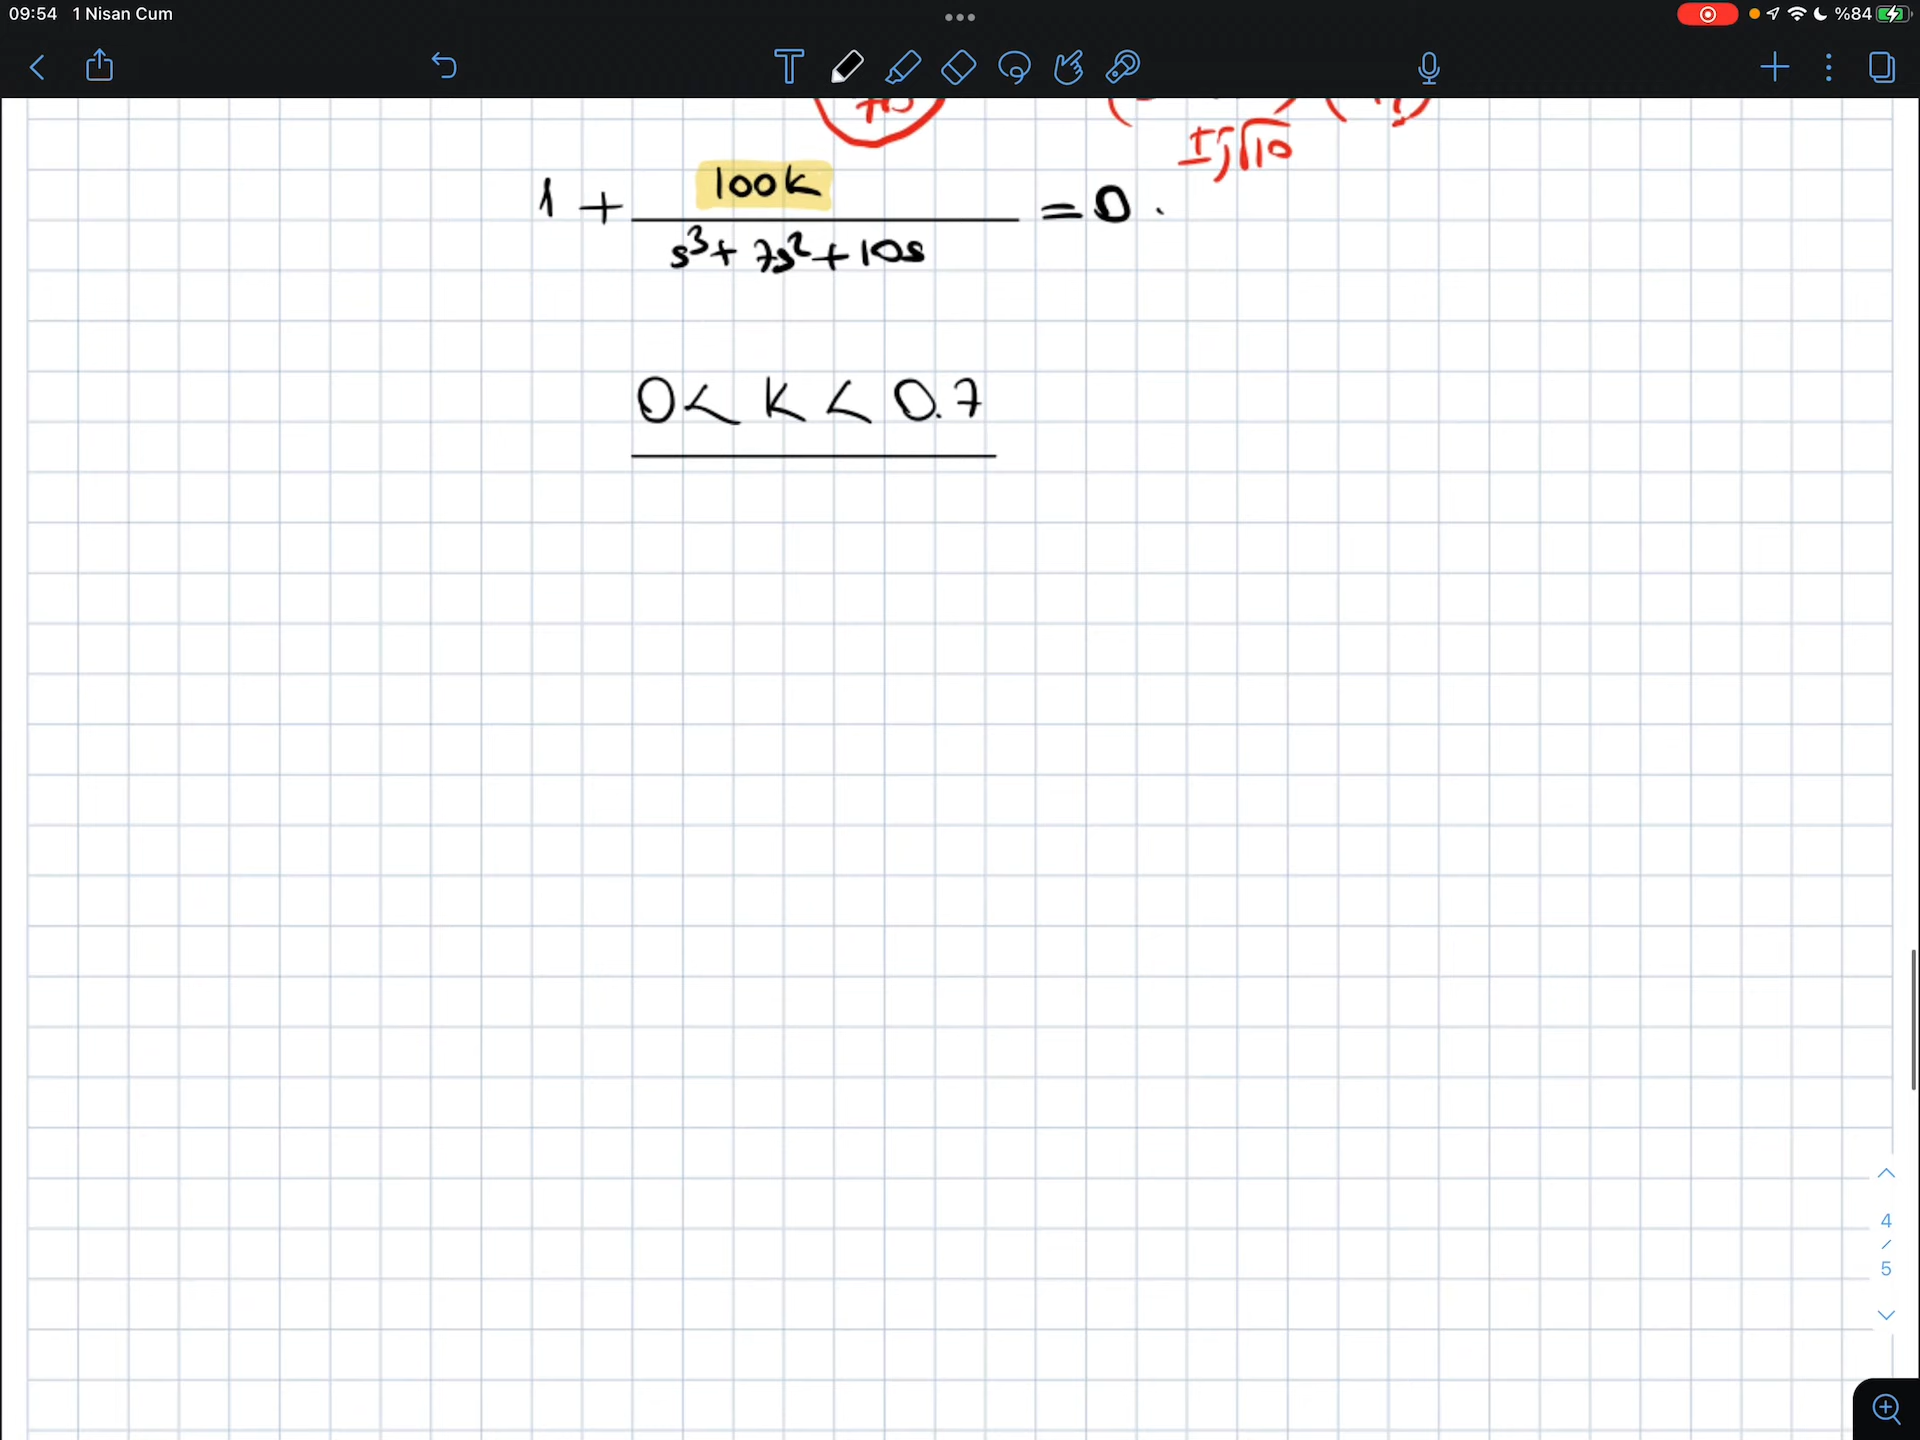 09:54 1 Nisan Cum
%84
±j√10
100k
1 + ——— = 0.
s³ + 7s² + 10s
0 < k < 0.7
4
/
5